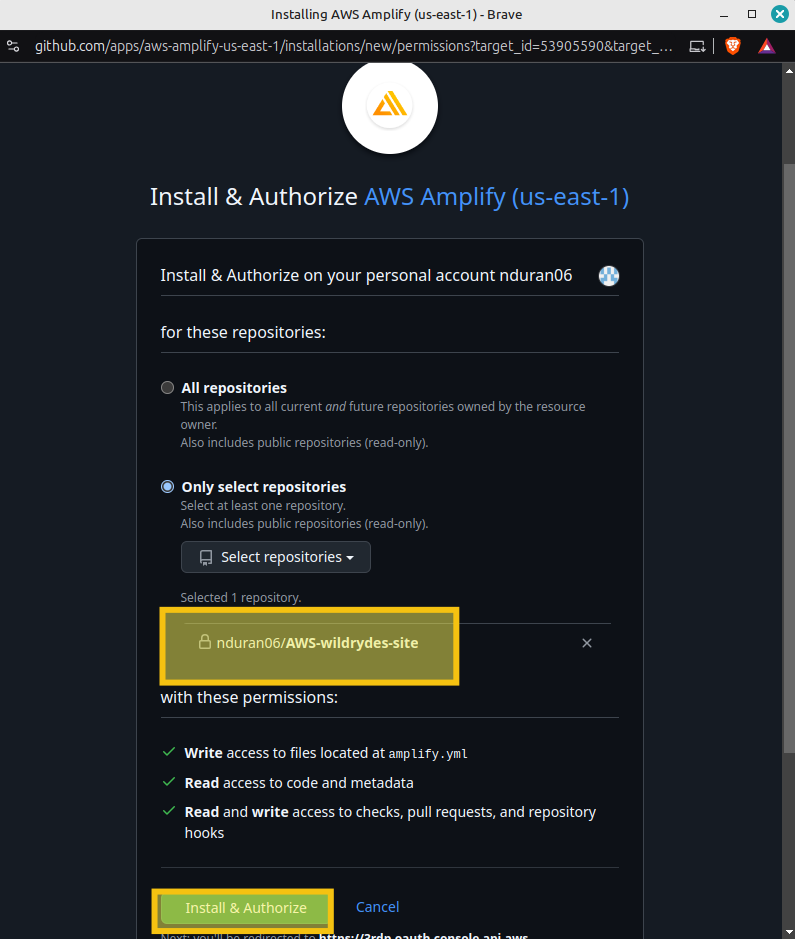 Installing AWS Amplify (us-east-1) - Brave
github.com/apps/aws-amplify-us-east-1/installations/new/permissions?target_id=53905590&target_...
Install & Authorize AWS Amplify (us-east-1)
Install & Authorize on your personal account nduran06
for these repositories:
All repositories
This applies to all current and future repositories owned by the resource
owner.
Also includes public repositories (read-only).
Only select repositories
Select at least one repository.
Also includes public repositories (read-only).
Select repositories
Selected 1 repository.
nduran06/AWS-wildrydes-site
with these permissions:
Write access to files located at amplify.yml
Read access to code and metadata
Read and write access to checks, pull requests, and repository
hooks
Install & Authorize Cancel
Next: you'll be redirected to https://3rdp.oauth.console.api.aws